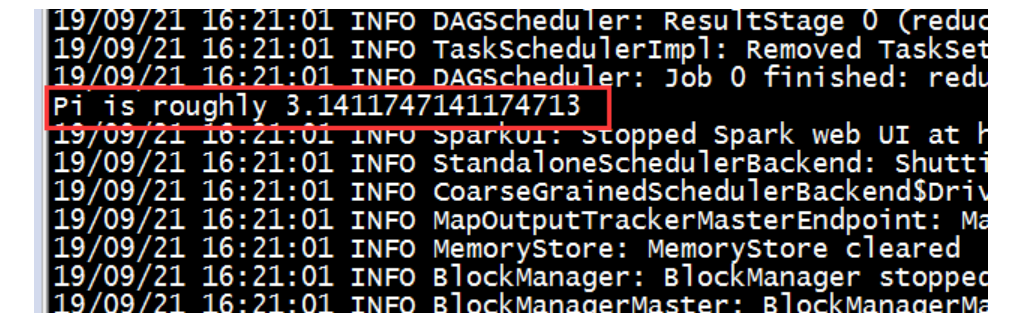 19/09/21 16:21:01 INFO DAGScheduler: ResultStage 0 (reduc
19/09/21 16:21:01 INFO TaskSchedulerImpl: Removed TaskSet
19/09/21 16:21:01 INFO DAGScheduler: Job 0 finished: redu
Pi is roughly 3.1411747141174713
19/09/21 16:21:01 INFO SparkUI: Stopped Spark web UI at h
19/09/21 16:21:01 INFO StandaloneSchedulerBackend: Shutti
19/09/21 16:21:01 INFO CoarseGrainedSchedulerBackend$Driv
19/09/21 16:21:01 INFO MapOutputTrackerMasterEndpoint: Ma
19/09/21 16:21:01 INFO MemoryStore: MemoryStore cleared
19/09/21 16:21:01 INFO BlockManager: BlockManager stopped
19/09/21 16:21:01 INFO BlockManagerMaster: BlockManagerMa